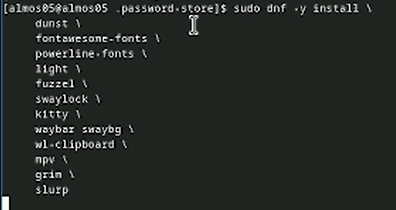 [almos05@almos05 .password-store]$ sudo dnf -y install \
dunst \
fontawesome-fonts \
powerline-fonts \
light \
fuzzel \
swaylock \
kitty \
waybar swaybg \
wl-clipboard \
mpv \
grim \
slurp